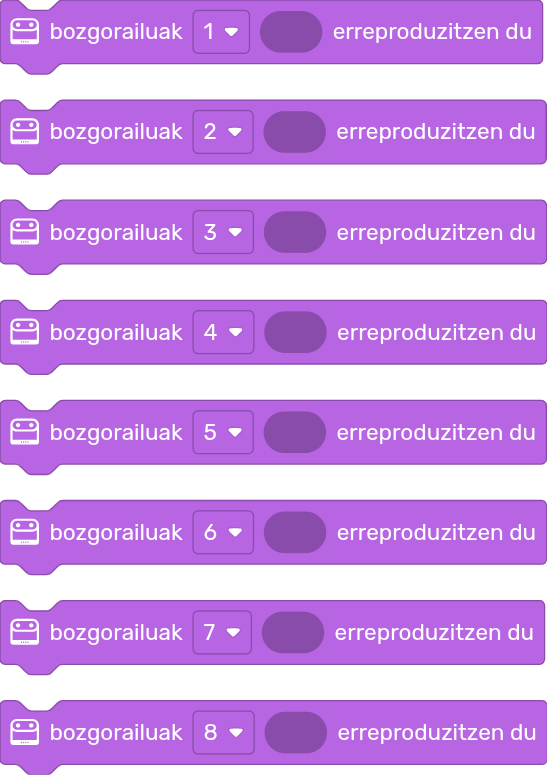 bozgorailuak 1 erreproduzitzen du
bozgorailuak 2 erreproduzitzen du
bozgorailuak 3 erreproduzitzen du
bozgorailuak 4 erreproduzitzen du
bozgorailuak 5 erreproduzitzen du
bozgorailuak 6 erreproduzitzen du
bozgorailuak 7 erreproduzitzen du
bozgorailuak 8 erreproduzitzen du